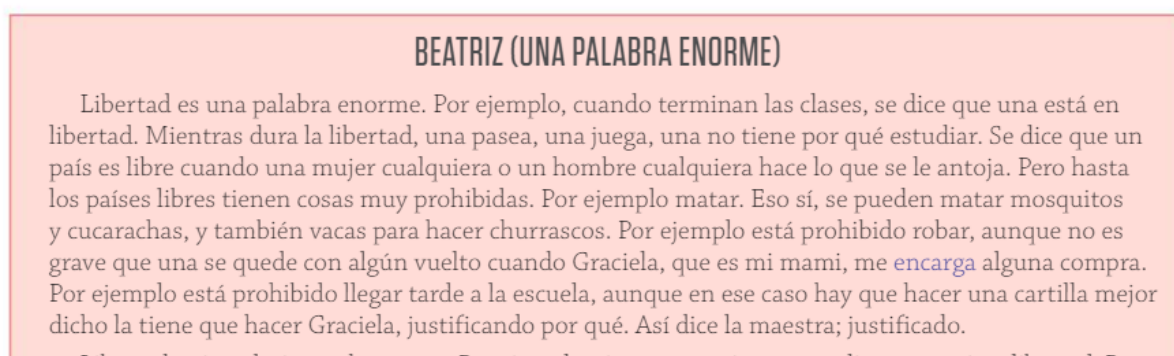 BEATRIZ (UNA PALABRA ENORME)
Libertad es una palabra enorme. Por ejemplo, cuando terminan las clases, se dice que una está en
libertad. Mientras dura la libertad, una pasea, una juega, una no tiene por qué estudiar. Se dice que un
país es libre cuando una mujer cualquiera o un hombre cualquiera hace lo que se le antoja. Pero hasta
los países libres tienen cosas muy prohibidas. Por ejemplo matar. Eso sí, se pueden matar mosquitos
y cucarachas, y también vacas para hacer churrascos. Por ejemplo está prohibido robar, aunque no es
grave que una se quede con algún vuelto cuando Graciela, que es mi mami, me encarga alguna compra.
Por ejemplo está prohibido llegar tarde a la escuela, aunque en ese caso hay que hacer una cartilla mejor
dicho la tiene que hacer Graciela, justificando por qué. Así dice la maestra; justificado.